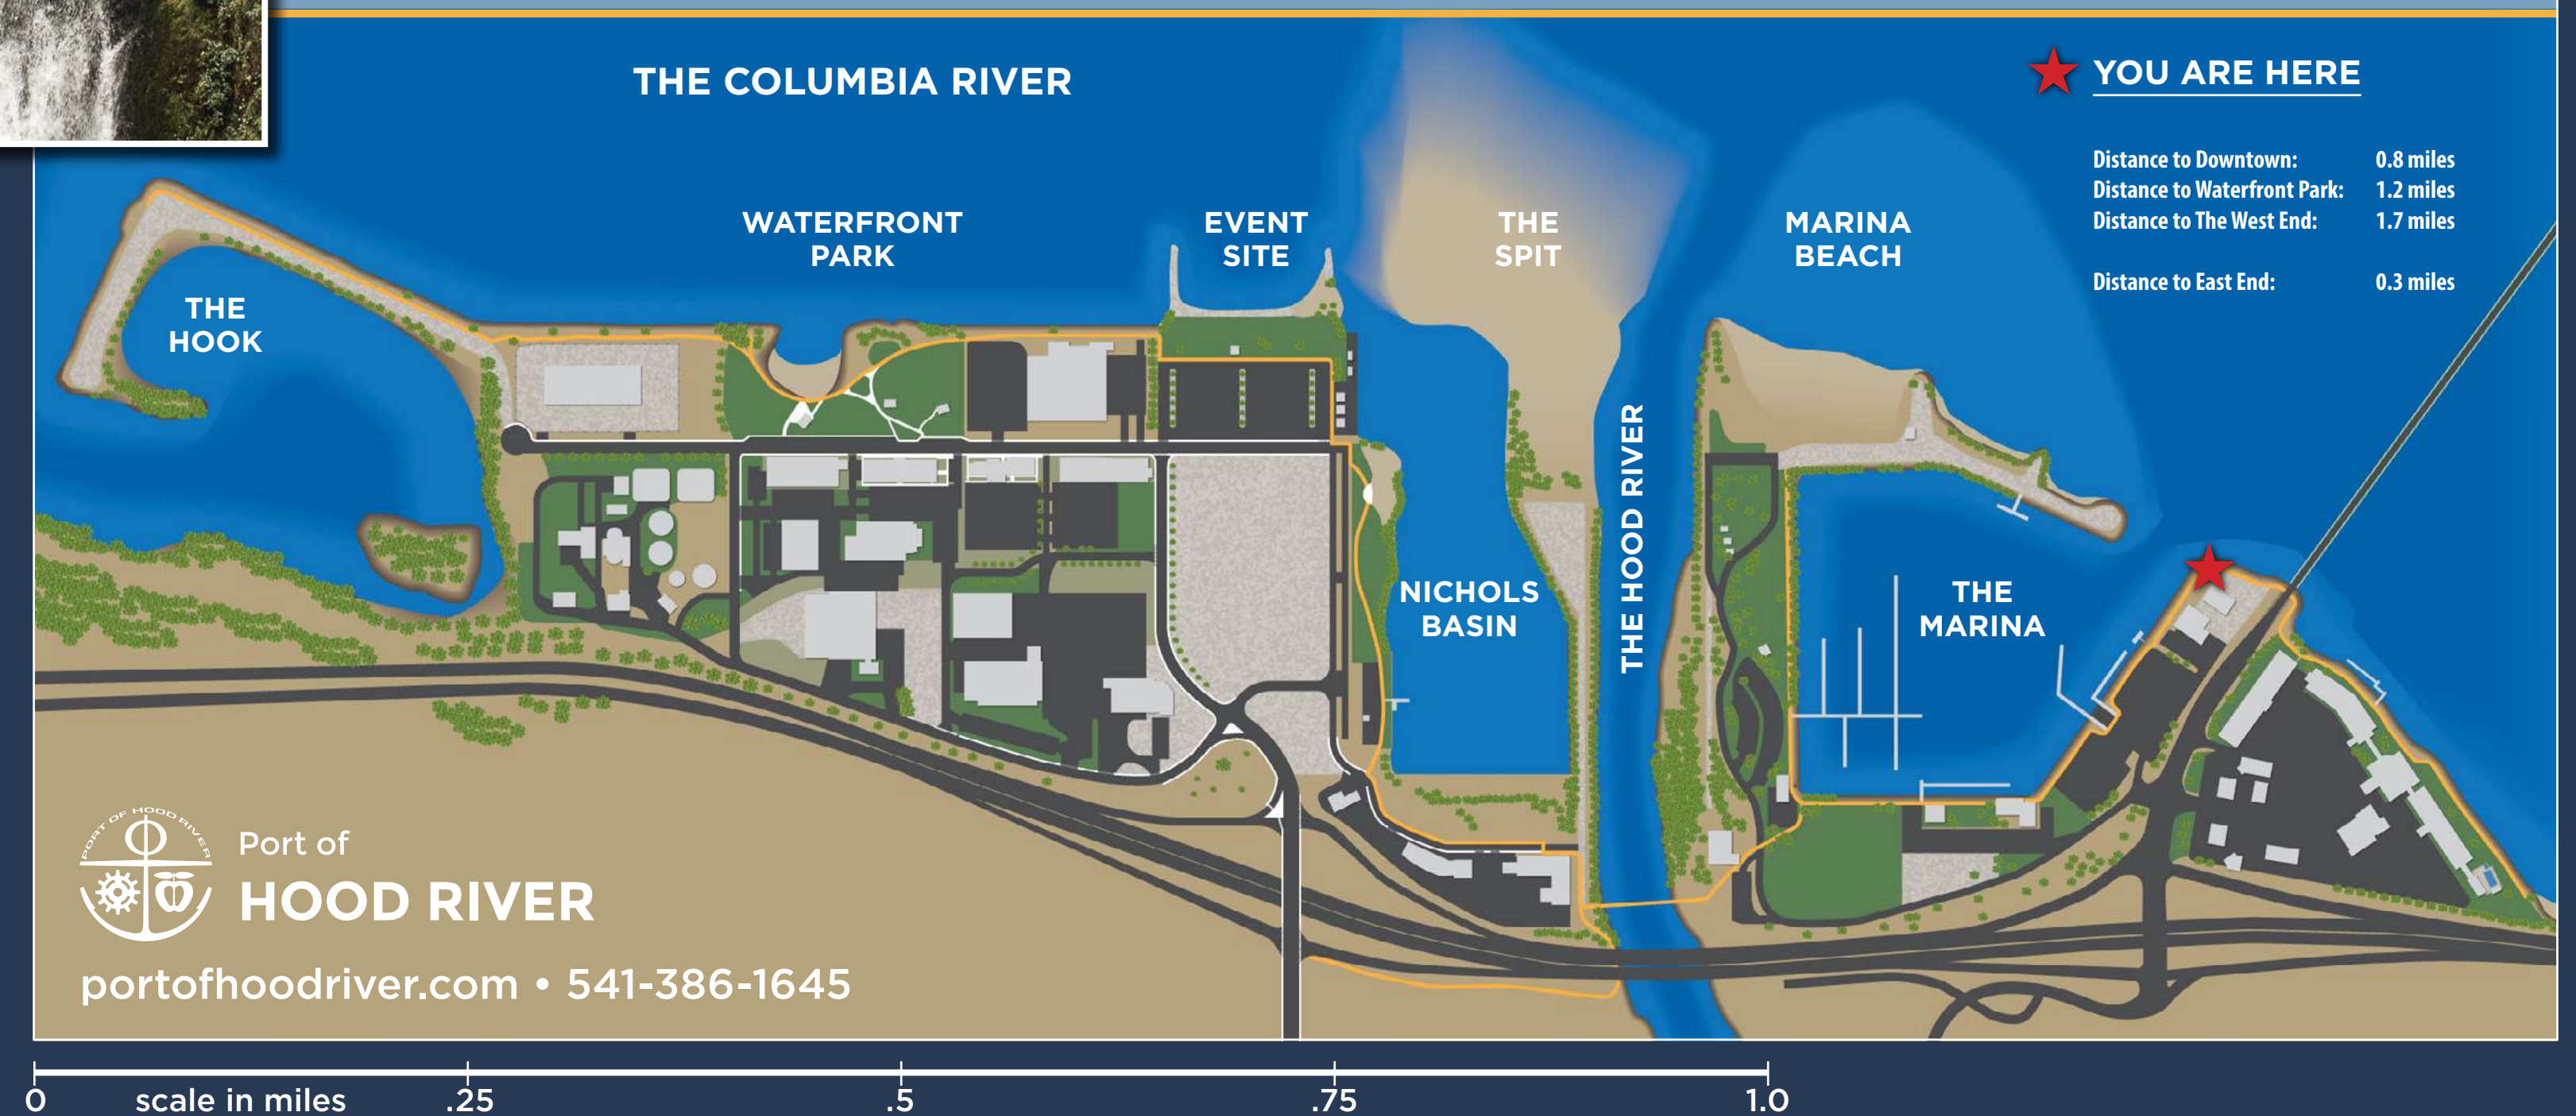 THE COLUMBIA RIVER
YOU ARE HERE
Distance to Downtown: 0.8 miles
Distance to Waterfront Park: 1.2 miles
Distance to The West End: 1.7 miles
Distance to East End: 0.3 miles
WATERFRONT
PARK
EVENT
SITE
THE
SPIT
MARINA
BEACH
THE
HOOK
THE HOOD RIVER
NICHOLS
BASIN
THE
MARINA
PORT OF HOOD RIVER
Port of
HOOD RIVER
portofhoodriver.com • 541-386-1645
0 scale in miles .25 .5 .75 1.0